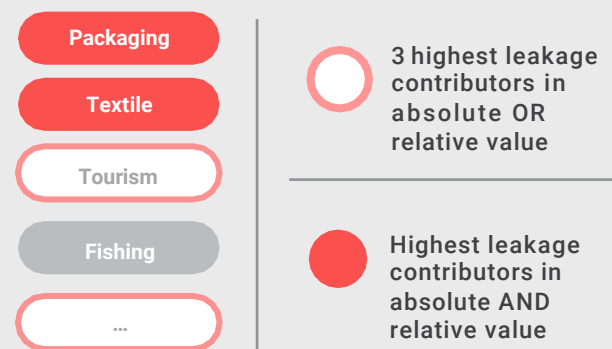 Packaging
Textile
Tourism
Fishing
...
3 highest leakage
contributors in
absolute OR
relative value
Highest leakage
contributors in
absolute AND
relative value